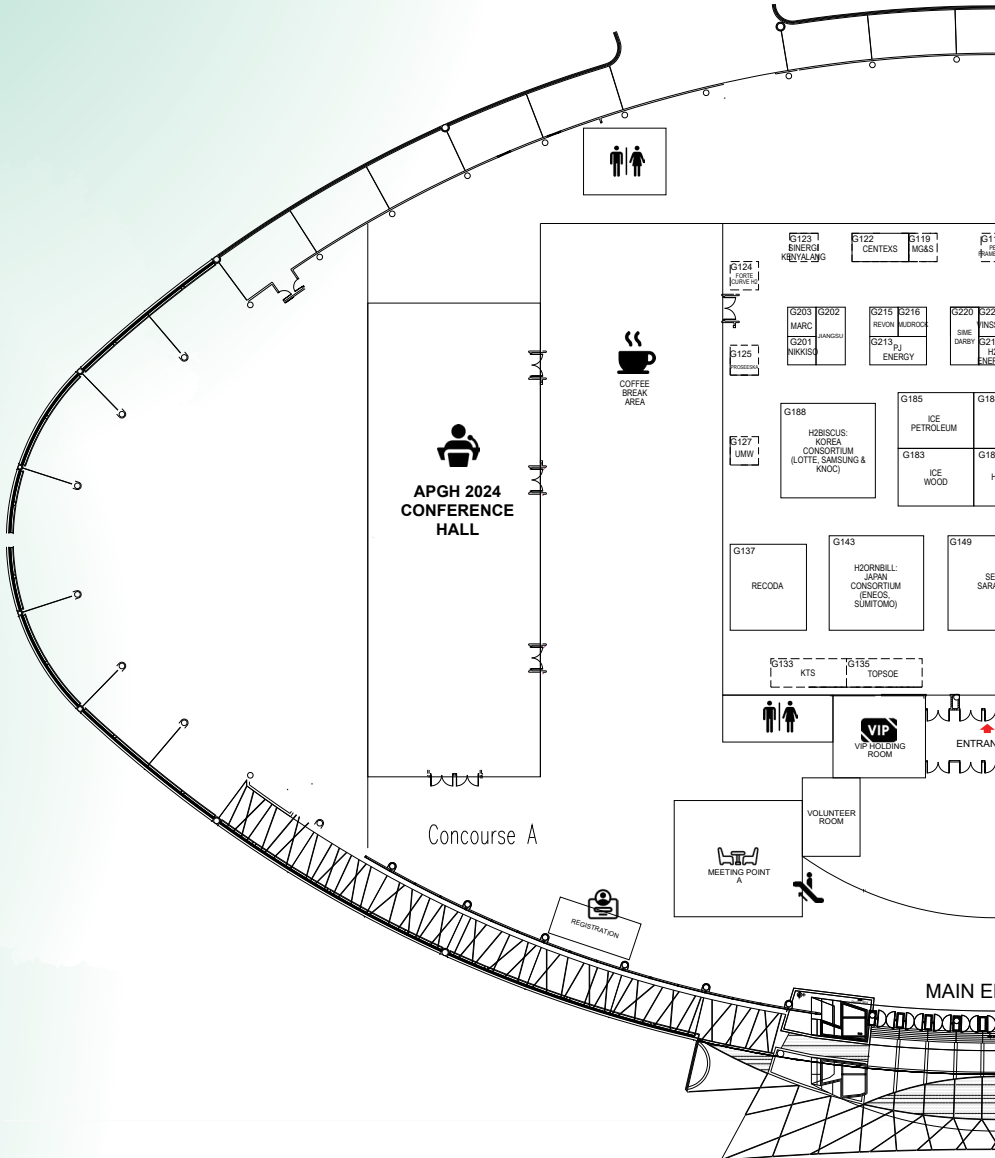 G123
SINERGI
KENYALANG
G122
CENTEXS
G119
MG&S
G124
FORTE
CURVE H2
G203
MARC
G202
JIANGSU
G201
NIKKISO
G215
REVON
G216
MUDROCK
G213
PJ
ENERGY
G220
SIME
DARBY
G125
COFFEE
BREAK
AREA
G127
UMW
G188
H2BISCUS:
KOREA
CONSORTIUM
(LOTTE, SAMSUNG &
KNOC)
G185
ICE
PETROLEUM
G183
ICE
WOOD
APGH 2024
CONFERENCE
HALL
G137
RECODA
G143
H2ORNBILL:
JAPAN
CONSORTIUM
(ENEOS,
SUMITOMO)
G149
G133
KTS
G135
TOPSOE
VIP
VIP HOLDING
ROOM
VOLUNTEER
ROOM
Concourse A
MEETING POINT
A
REGISTRATION
MAIN